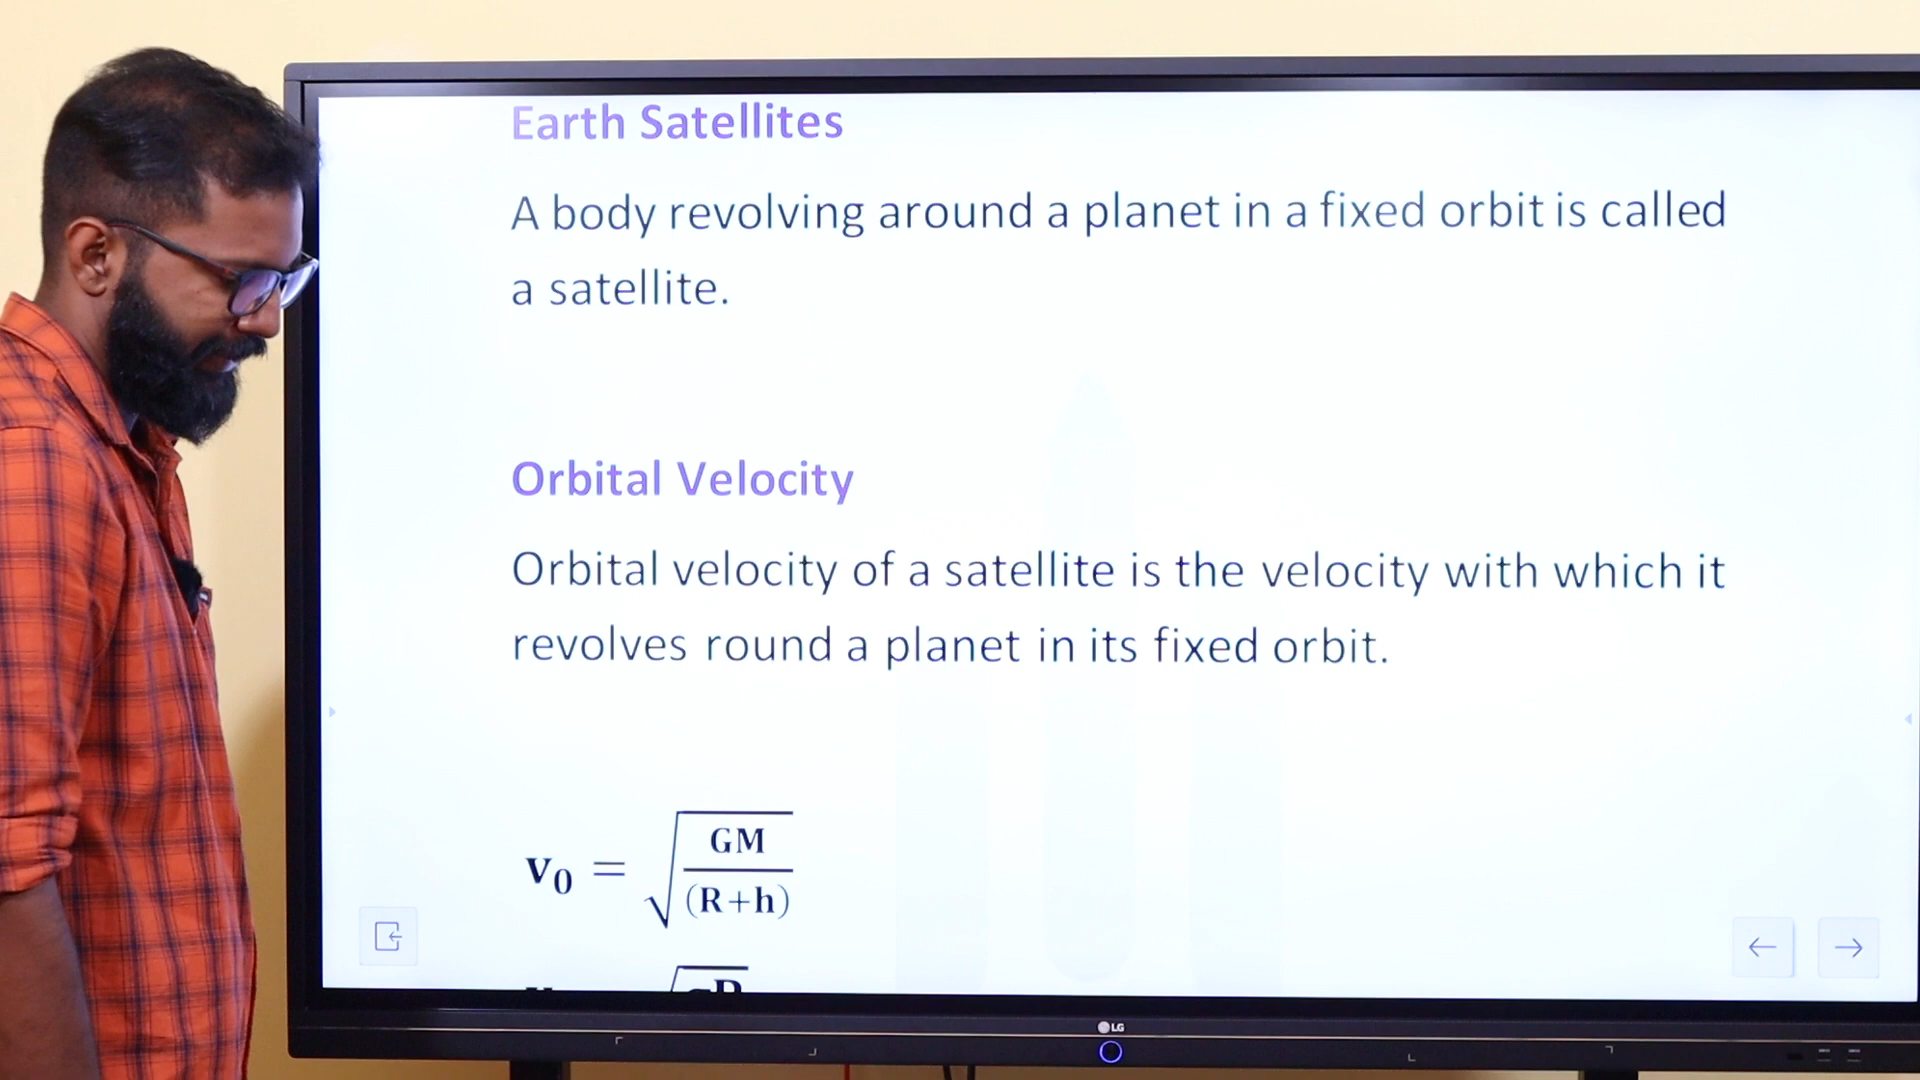 Earth Satellites
A body revolving around a planet in a fixed orbit is called
a satellite.
Orbital Velocity
Orbital velocity of a satellite is the velocity with which it
revolves round a planet in its fixed orbit.
v₀ = √(GM/(R+h))
LG